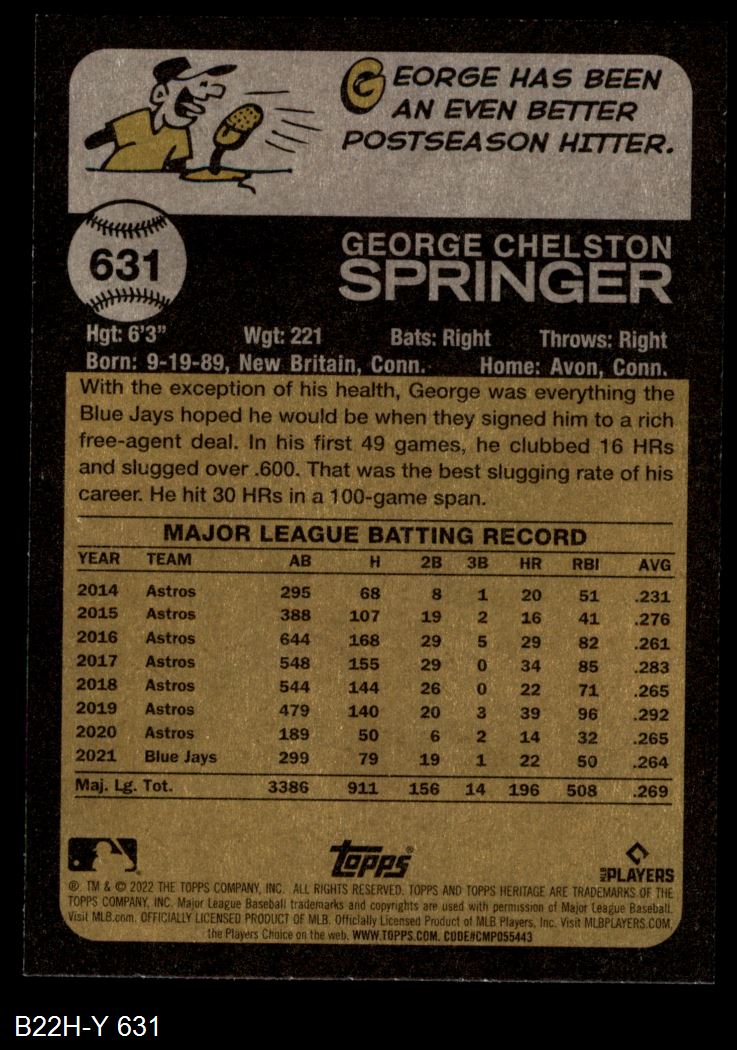 GEORGE HAS BEEN
AN EVEN BETTER
POSTSEASON HITTER.
631
GEORGE CHELSTON
SPRINGER
Hgt: 6'3" Wgt: 221 Bats: Right Throws: Right
Born: 9-19-89, New Britain, Conn. Home: Avon, Conn.
With the exception of his health, George was everything the
Blue Jays hoped he would be when they signed him to a rich
free-agent deal. In his first 49 games, he clubbed 16 HRs
and slugged over .600. That was the best slugging rate of his
career. He hit 30 HRs in a 100-game span.
MAJOR LEAGUE BATTING RECORD
YEAR TEAM AB H 2B 3B HR RBI AVG
2014 Astros 295 68 8 1 20 51 .231
2015 Astros 388 107 19 2 16 41 .276
2016 Astros 644 168 29 5 29 82 .261
2017 Astros 548 155 29 0 34 85 .283
2018 Astros 544 144 26 0 22 71 .265
2019 Astros 479 140 20 3 39 96 .292
2020 Astros 189 50 6 2 14 32 .265
2021 Blue Jays 299 79 19 1 22 50 .264
Maj. Lg. Tot. 3386 911 156 14 196 508 .269
Topps®
MLB PLAYERS
®, TM & © 2022 THE TOPPS COMPANY, INC. ALL RIGHTS RESERVED. TOPPS AND TOPPS HERITAGE ARE TRADEMARKS OF THE
TOPPS COMPANY, INC. Major League Baseball trademarks and copyrights are used with permission of Major League Baseball.
Visit MLB.com. OFFICIALLY LICENSED PRODUCT OF MLB. Officially Licensed Product of MLB Players, Inc. Visit MLBPLAYERS.COM,
the Players Choice on the web. WWW.TOPPS.COM. CODE#CMP055443
B22H-Y 631